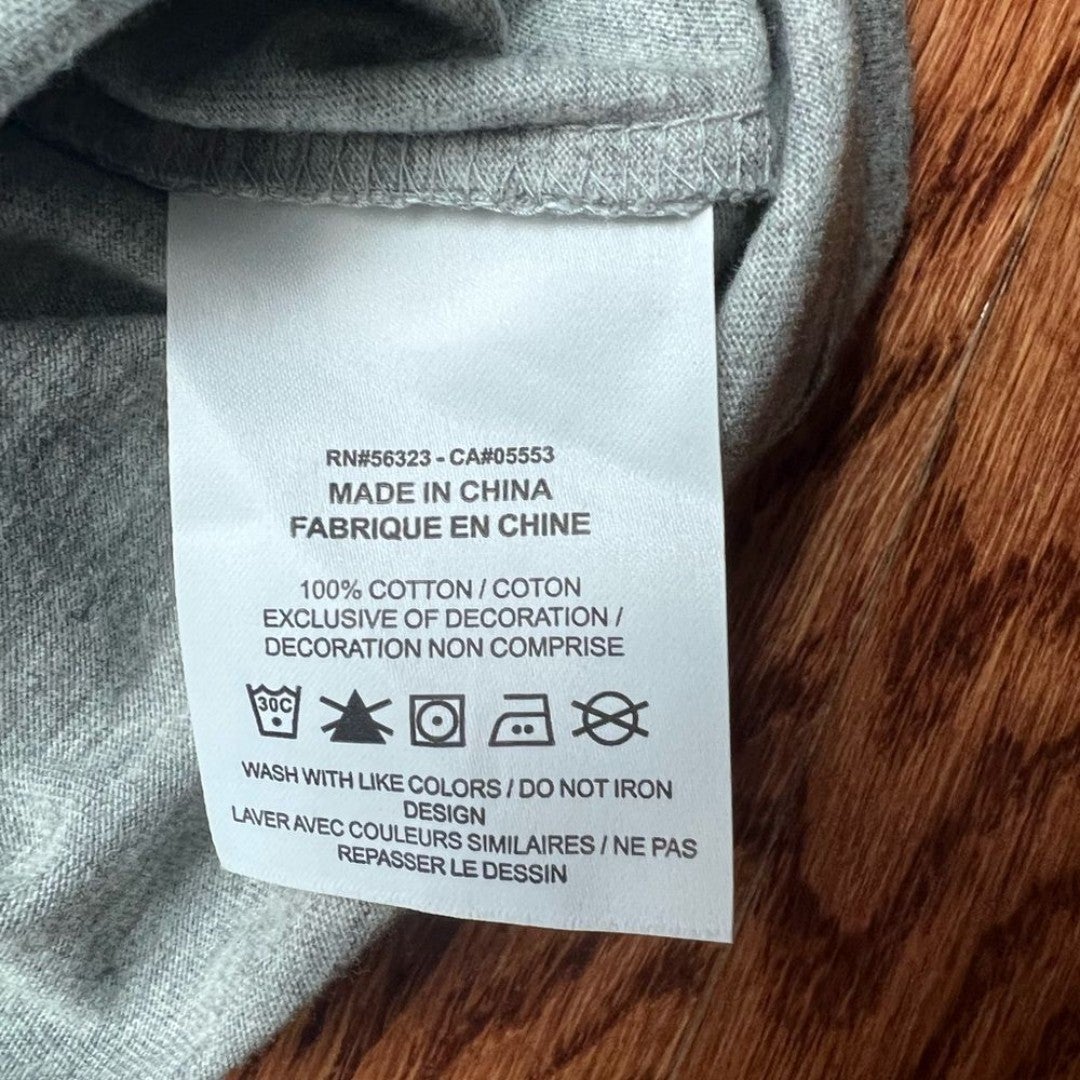 RN#56323 - CA#05553
MADE IN CHINA
FABRIQUE EN CHINE
100% COTTON / COTON
EXCLUSIVE OF DECORATION /
DECORATION NON COMPRISE
30C
WASH WITH LIKE COLORS / DO NOT IRON
DESIGN
LAVER AVEC COULEURS SIMILAIRES / NE PAS
REPASSER LE DESSIN